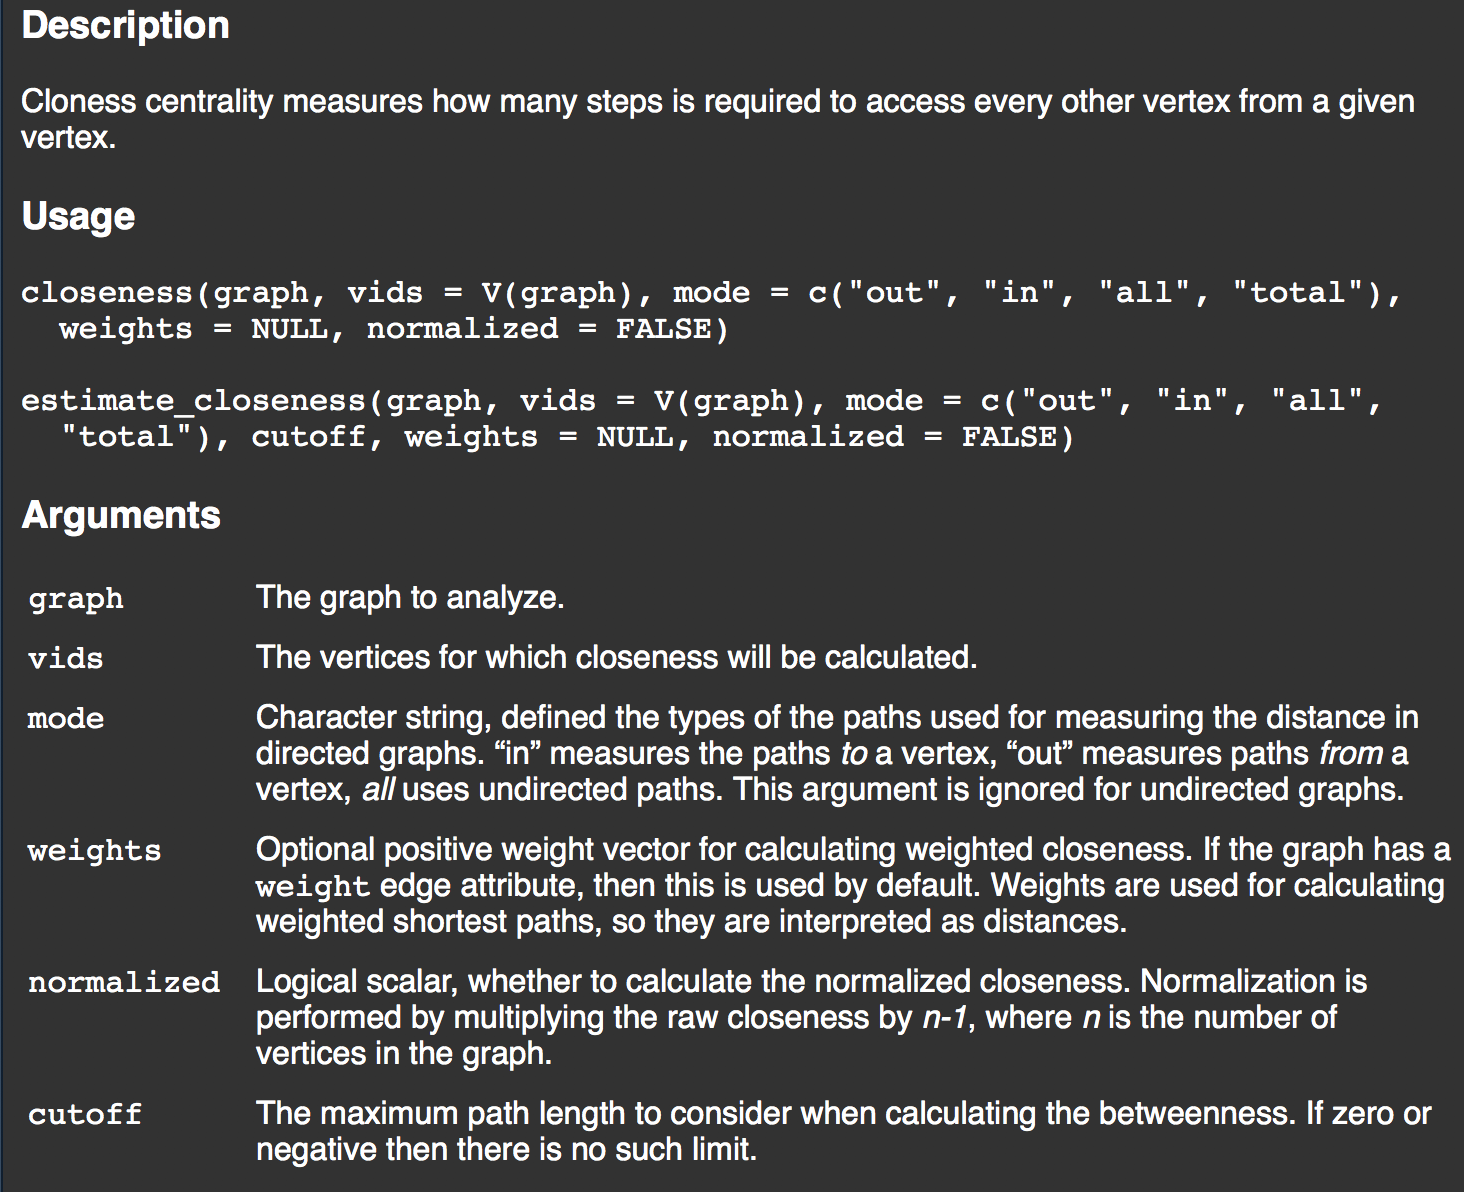 Description
Cloness centrality measures how many steps is required to access every other vertex from a given
vertex.
Usage
closeness(graph, vids = V(graph), mode = c("out", "in", "all", "total"),
  weights = NULL, normalized = FALSE)
estimate_closeness(graph, vids = V(graph), mode = c("out", "in", "all",
  "total"), cutoff, weights = NULL, normalized = FALSE)
Arguments
graph The graph to analyze.
vids The vertices for which closeness will be calculated.
mode Character string, defined the types of the paths used for measuring the distance in
directed graphs. “in” measures the paths to a vertex, “out” measures paths from a
vertex, all uses undirected paths. This argument is ignored for undirected graphs.
weights Optional positive weight vector for calculating weighted closeness. If the graph has a
weight edge attribute, then this is used by default. Weights are used for calculating
weighted shortest paths, so they are interpreted as distances.
normalized Logical scalar, whether to calculate the normalized closeness. Normalization is
performed by multiplying the raw closeness by n-1, where n is the number of
vertices in the graph.
cutoff The maximum path length to consider when calculating the betweenness. If zero or
negative then there is no such limit.